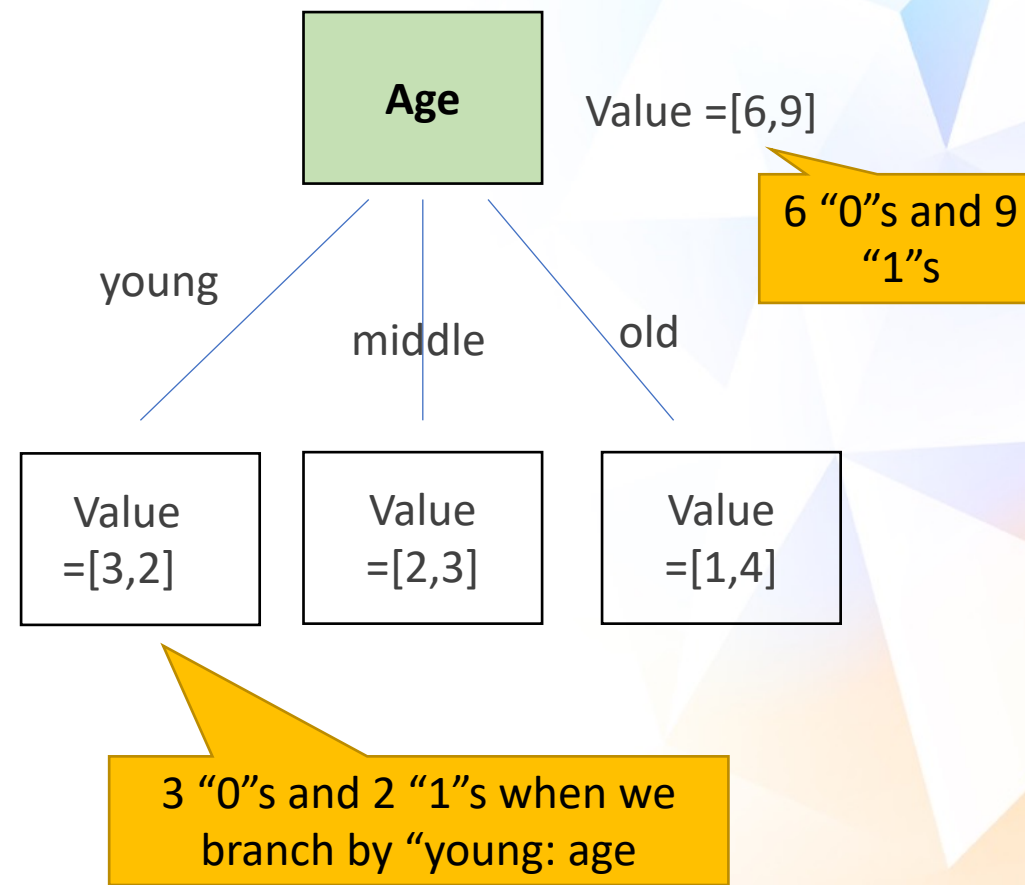 Age
Value =[6,9]
6 “0”s and 9
“1”s
young
middle
old
Value
=[3,2]
Value
=[2,3]
Value
=[1,4]
3 “0”s and 2 “1”s when we
branch by “young: age